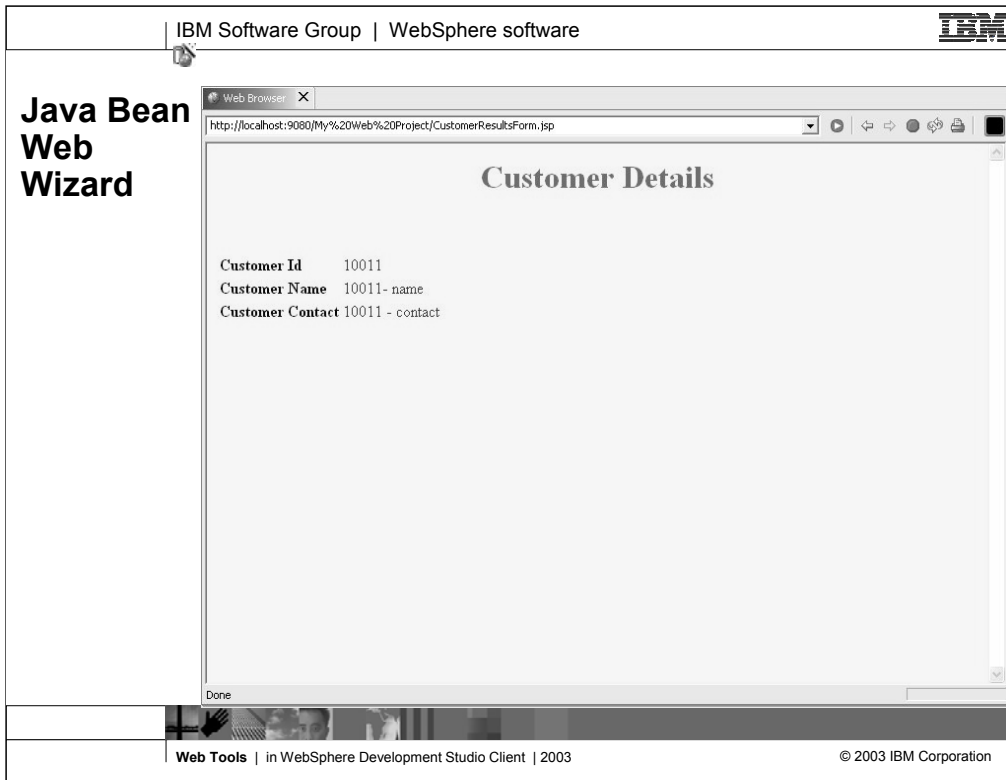 IBM Software Group | WebSphere software
IBM
Java Bean
Web
Wizard
Web Browser
http://localhost:9080/My%20Web%20Project/CustomerResultsForm.jsp
Customer Details
Customer Id 10011
Customer Name 10011- name
Customer Contact 10011 - contact
Done
Web Tools | in WebSphere Development Studio Client | 2003
© 2003 IBM Corporation